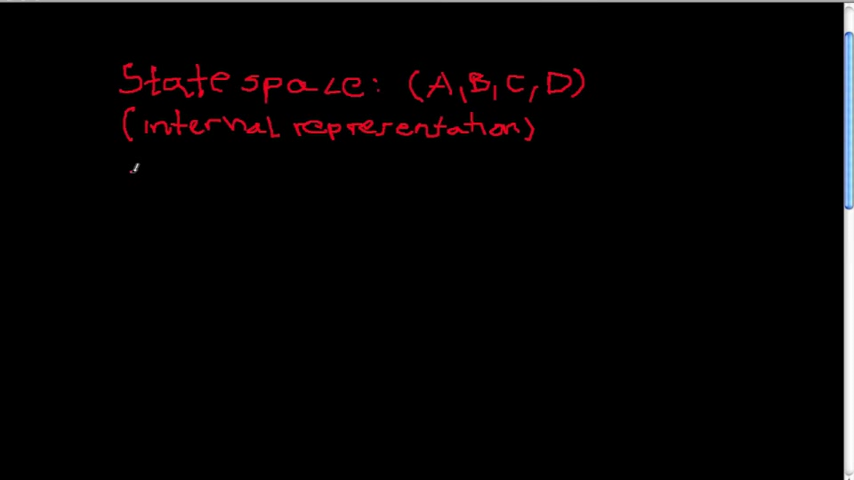 State space: (A,B,C,D)
(internal representation)